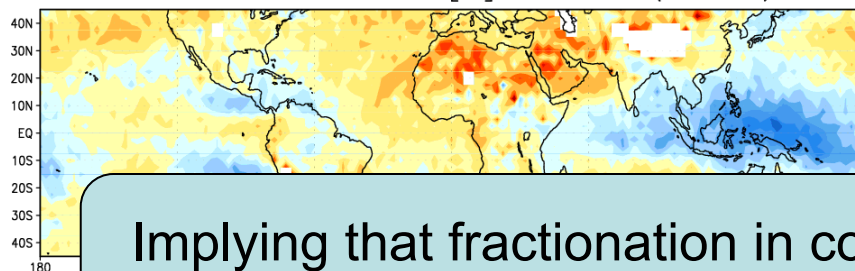 40N
30N
20N
10N
EQ
10S
20S
30S
40S
180
Implying that fractionation in co